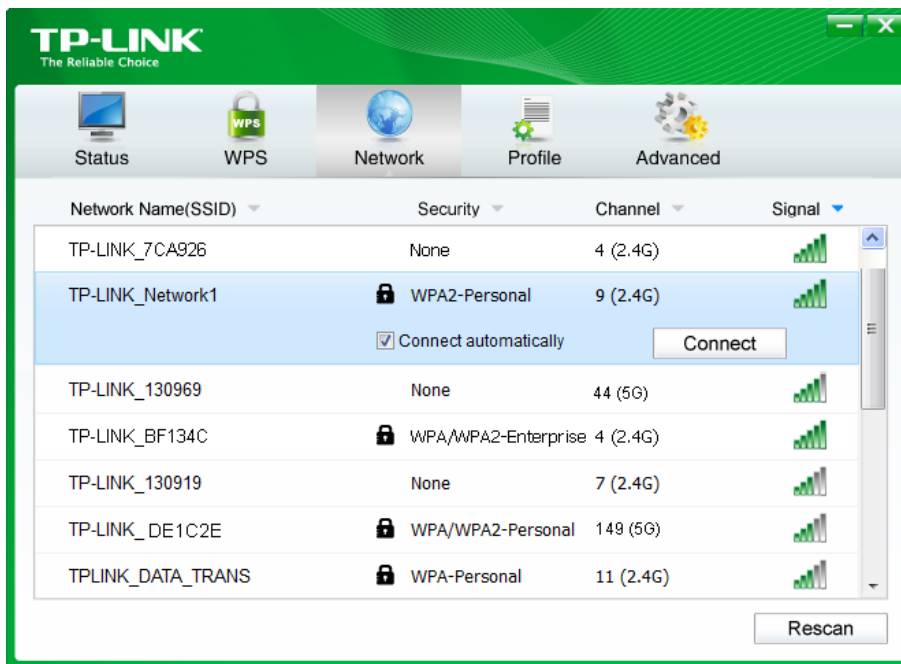 TP-LINK
The Reliable Choice
WPS
Status WPS Network Profile Advanced
Network Name(SSID) Security Channel Signal
TP-LINK_7CA926 None 4 (2.4G)
TP-LINK_Network1 WPA2-Personal 9 (2.4G)
Connect automatically Connect
TP-LINK_130969 None 44 (5G)
TP-LINK_BF134C WPA/WPA2-Enterprise 4 (2.4G)
TP-LINK_130919 None 7 (2.4G)
TP-LINK_DE1C2E WPA/WPA2-Personal 149 (5G)
TPLINK_DATA_TRANS WPA-Personal 11 (2.4G)
Rescan